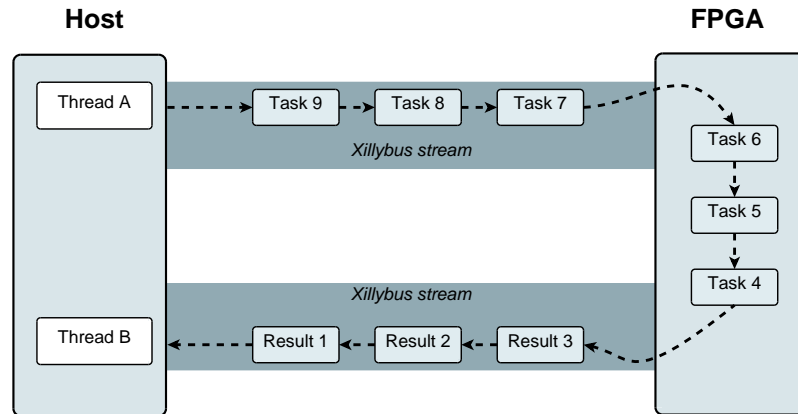 Host
FPGA
Thread A
Task 9
Task 8
Task 7
Xillybus stream
Task 6
Task 5
Task 4
Xillybus stream
Thread B
Result 1
Result 2
Result 3